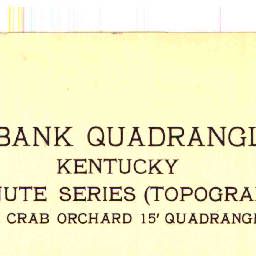 BANK QUADRANGL
KENTUCKY
NUTE SERIES (TOPOGRA
CRAB ORCHARD 15' QUADRANGL